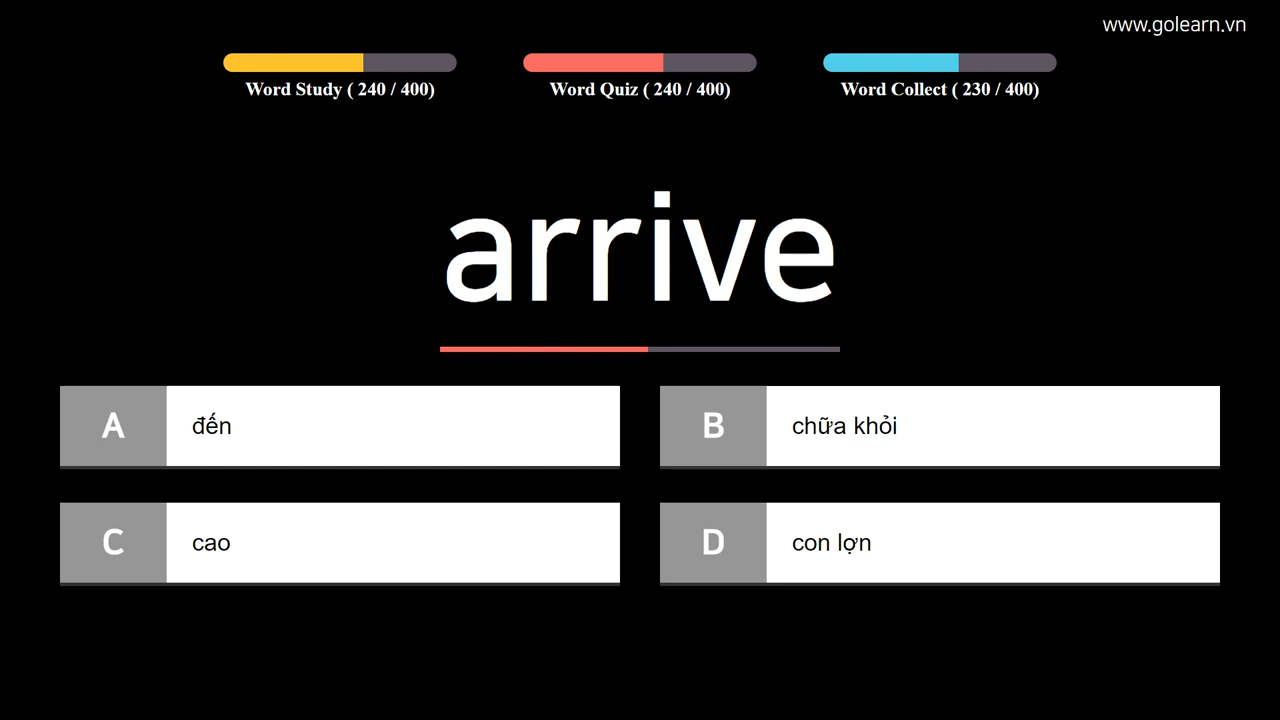 www.golearn.vn
Word Study ( 240 / 400)
Word Quiz ( 240 / 400)
Word Collect ( 230 / 400)
arrive
A đến
B chữa khỏi
C cao
D con lợn